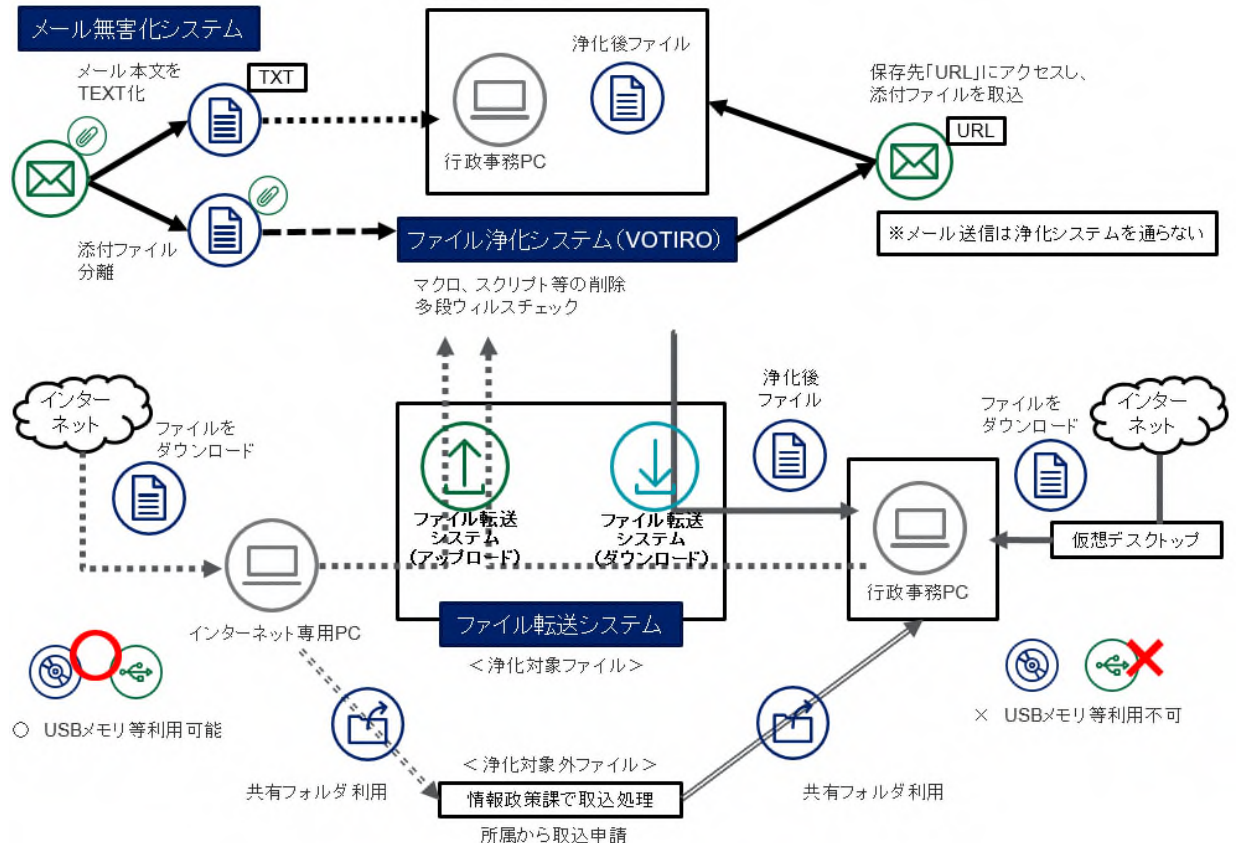 メール無害化システム
メール本文を
TEXT化
TXT
浄化後ファイル
行政事務PC
保存先「URL」にアクセスし、
添付ファイルを取込
URL
添付ファイル
分離
ファイル浄化システム(VOTIRO)
※メール送信は浄化システムを通らない
マクロ、スクリプト等の削除
多段ウィルスチェック
インター
ネット
ファイルを
ダウンロード
浄化後
ファイル
ファイルを
ダウンロード
インター
ネット
ファイル転送
システム
(アップロード)
ファイル転送
システム
(ダウンロード)
仮想デスクトップ
行政事務PC
インターネット専用PC
ファイル転送システム
<浄化対象ファイル>
○ USBメモリ等利用可能
× USBメモリ等利用不可
<浄化対象外ファイル>
共有フォルダ利用
情報政策課で取込処理
共有フォルダ利用
所属から取込申請